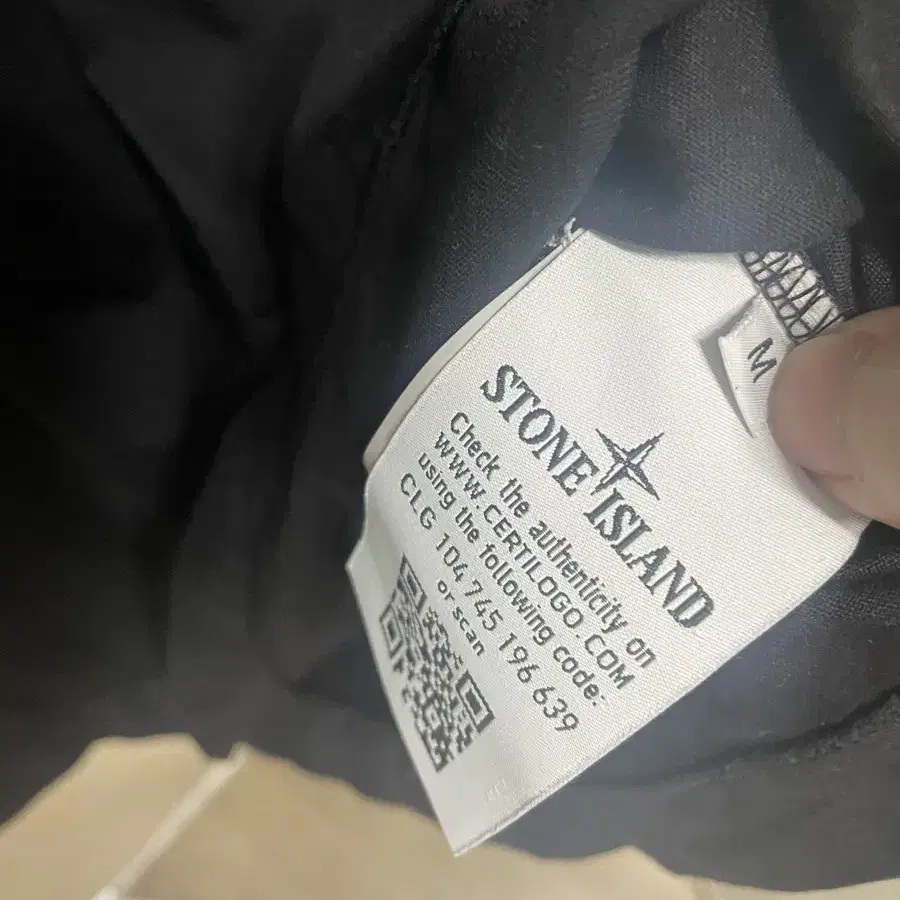 M
STONE ISLAND
Check the authenticity on
WWW.CERTILOGO.COM
using the following code:
CLG 104 745 196 639
or scan